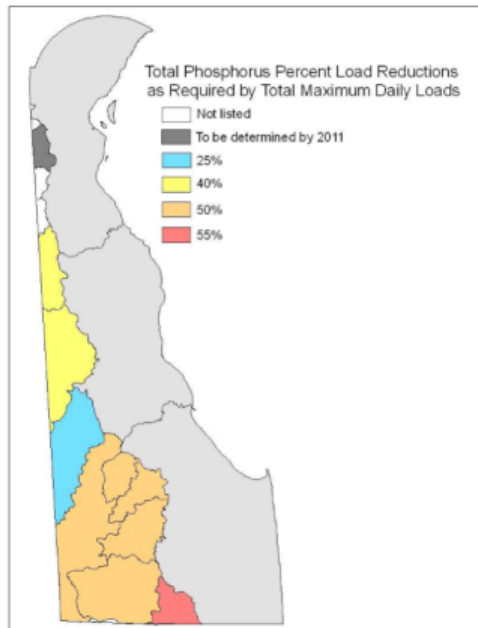 Total Phosphorus Percent Load Reductions
as Required by Total Maximum Daily Loads
Not listed
To be determined by 2011
25%
40%
50%
55%